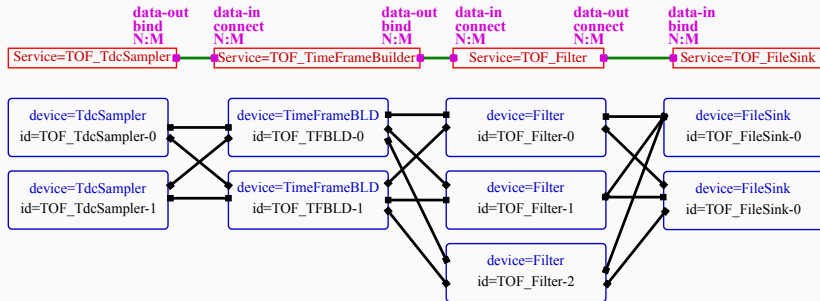 data-out
bind
N:M
data-in
connect
N:M
data-out
bind
N:M
data-in
connect
N:M
data-out
bind
N:M
data-in
bind
N:M
Service=TOF_TdcSampler
Service=TOF_TimeFrameBuilder
Service=TOF_Filter
Service=TOF_FileSink
device=TdcSampler
id=TOF_TdcSampler-0
device=TimeFrameBLD
id=TOF_TFBLD-0
device=Filter
id=TOF_Filter-0
device=FileSink
id=TOF_FileSink-0
device=TdcSampler
id=TOF_TdcSampler-1
device=TimeFrameBLD
id=TOF_TFBLD-1
device=Filter
id=TOF_Filter-1
device=FileSink
id=TOF_FileSink-0
device=Filter
id=TOF_Filter-2